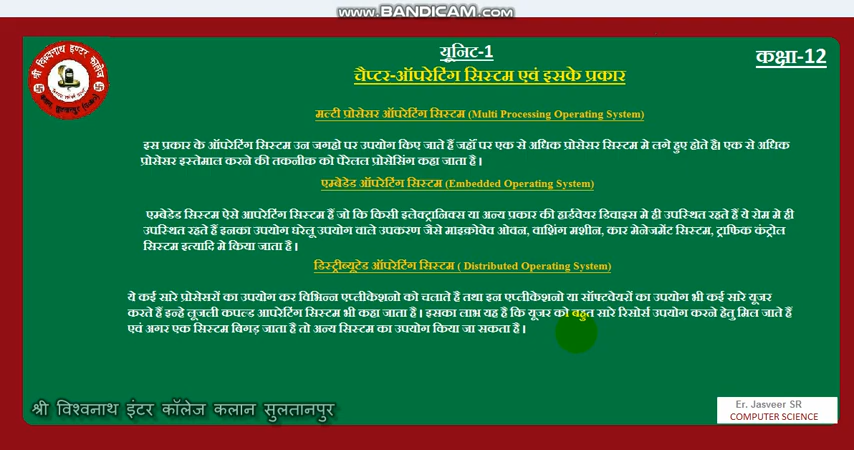 www.BANDICAM.com
यूनिट-1
कक्षा-12
चैप्टर-ऑपरेटिंग सिस्टम एवं इसके प्रकार
मल्टी प्रोसेसर ऑपरेटिंग सिस्टम (Multi Processing Operating System)
इस प्रकार के ऑपरेटिंग सिस्टम उन जगहो पर उपयोग किए जाते हैं जहाँ पर एक से अधिक प्रोसेसर सिस्टम मे लगे हुए होते है। एक से अधिक
प्रोसेसर इस्तेमाल करने की तकनीक को पेरेलल प्रोसेसिंग कहा जाता है ।
एम्बेडेड ऑपरेटिंग सिस्टम (Embedded Operating System)
एम्बेडेड सिस्टम ऐसे आपरेटिंग सिस्टम हैं जो कि किसी इलेक्ट्रानिक्स या अन्य प्रकार की हार्डवेयर डिवाइस मे ही उपस्थित रहते हैं ये रोम मे ही
उपस्थित रहते हैं इनका उपयोग घरेलू उपयोग वाले उपकरण जैसे माइक्रोवेव ओवन, वाशिंग मशीन, कार मेनेजमेंट सिस्टम, ट्राफिक कंट्रोल
सिस्टम इत्यादि मे किया जाता है ।
डिस्ट्रीब्यूटेड ऑपरेटिंग सिस्टम ( Distributed Operating System)
ये कई सारे प्रोसेसरों का उपयोग कर विभिन्न एप्लीकेशनो को चलाते है तथा इन एप्लीकेशनो या सॉफ्टवेयरों का उपयोग भी कई सारे यूजर
करते हैं इन्हे लूजली कपल्ड आपरेटिंग सिस्टम भी कहा जाता है । इसका लाभ यह है कि यूजर को बहुत सारे रिसोर्स उपयोग करने हेतु मिल जाते हैं
एवं अगर एक सिस्टम बिगड़ जाता है तो अन्य सिस्टम का उपयोग किया जा सकता है ।
श्री विश्वनाथ इंटर कॉलेज कलान सुलतानपुर
Er. Jasveer SR
COMPUTER SCIENCE
श्री विश्वनाथ इण्टर कालेज